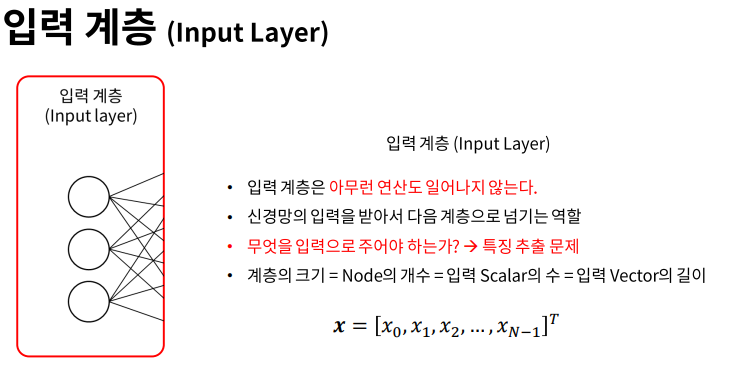 입력 계층 (Input Layer)
입력 계층
(Input layer)
입력 계층 (Input Layer)
• 입력 계층은 아무런 연산도 일어나지 않는다.
• 신경망의 입력을 받아서 다음 계층으로 넘기는 역할
• 무엇을 입력으로 주어야 하는가? → 특징 추출 문제
• 계층의 크기 = Node의 개수 = 입력 Scalar의 수 = 입력 Vector의 길이
𝒙 = [x₀, x₁, x₂, … , x_{N−1}]^T